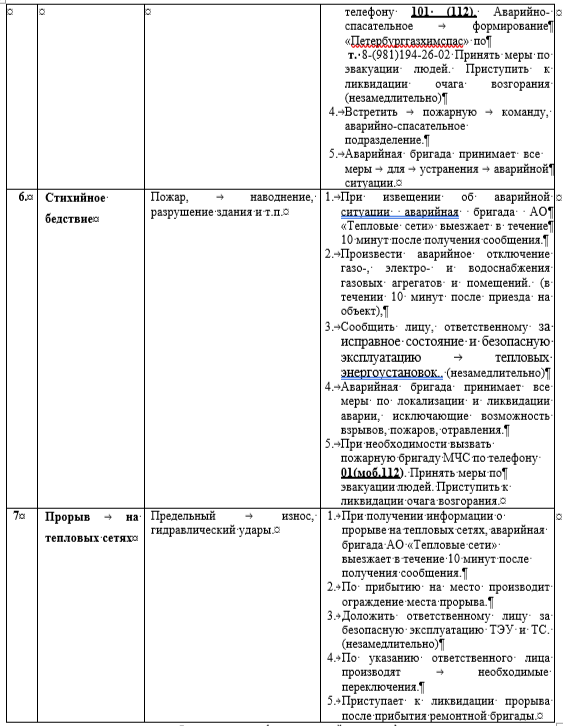 телефону 101 (112). Аварийно-
спасательное формирование
«Петербурггазхимспас» по
т. 8-(981)194-26-02 Принять меры по
эвакуации людей. Приступить к
ликвидации очага возгорания
(незамедлительно)
4. Встретить пожарную команду,
аварийно-спасательное
подразделение.
5. Аварийная бригада принимает все
меры для устранения аварийной
ситуации.
6. Стихийное
бедствие
Пожар, наводнение,
разрушение здания и т.п.
1. При извещении об аварийной
ситуации аварийная бригада АО
«Тепловые сети» выезжает в течение
10 минут после получения сообщения.
2. Произвести аварийное отключение
газо-, электро- и водоснабжения
газовых агрегатов и помещений. (в
течении 10 минут после приезда на
объект),
3. Сообщить лицу, ответственному за
исправное состояние и безопасную
эксплуатацию тепловых
энергоустановок.. (незамедлительно)
4. Аварийная бригада принимает все
меры по локализации и ликвидации
аварии, исключающие возможность
взрывов, пожаров, отравления.
5. При необходимости вызвать
пожарную бригаду МЧС по телефону
01(моб.112). Принять меры по
эвакуации людей. Приступить к
ликвидации очага возгорания.
7 Прорыв на
тепловых сетях
Предельный износ,
гидравлический удары.
1. При получении информации о
прорыве на тепловых сетях, аварийная
бригада АО «Тепловые сети»
выезжает в течение 10 минут после
получения сообщения.
2. По прибытию на место производит
ограждение места прорыва.
3. Доложить ответственному лицу за
безопасную эксплуатацию ТЭУ и ТС.
(незамедлительно)
4. По указанию ответственного лица
производят необходимые
переключения.
5. Приступает к ликвидации прорыва
после прибытия ремонтной бригады.